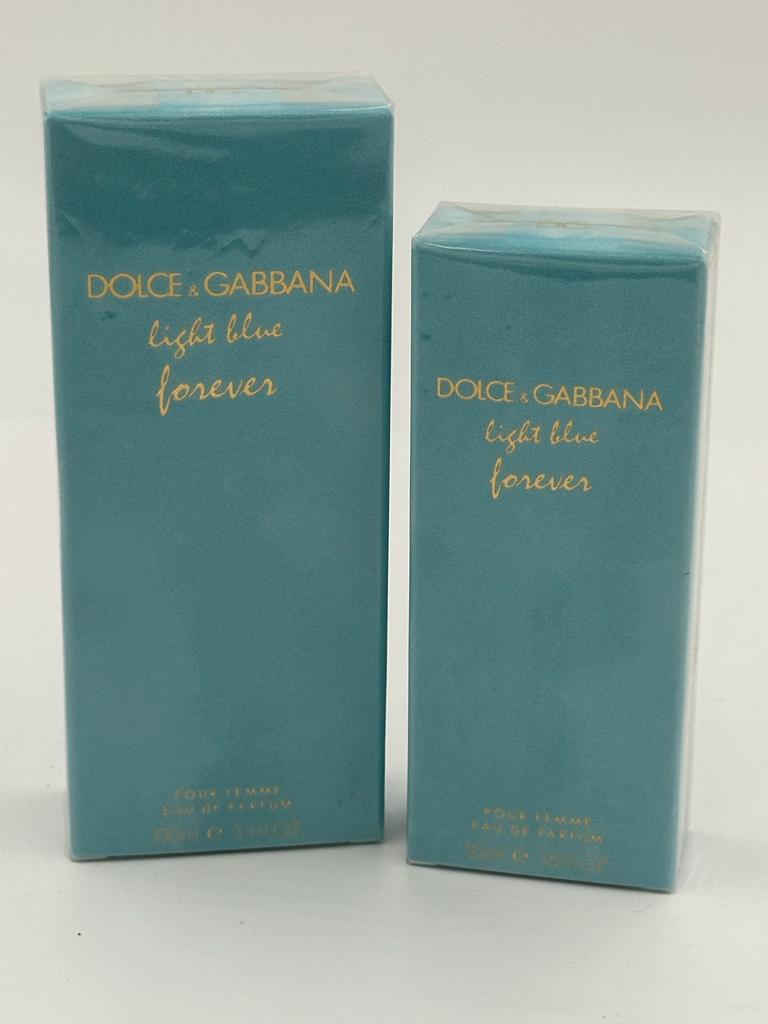 DOLCE & GABBANA
light blue
forever
POUR FEMME
EAU DE PARFUM
100ml e
DOLCE & GABBANA
light blue
forever
POUR FEMME
EAU DE PARFUM